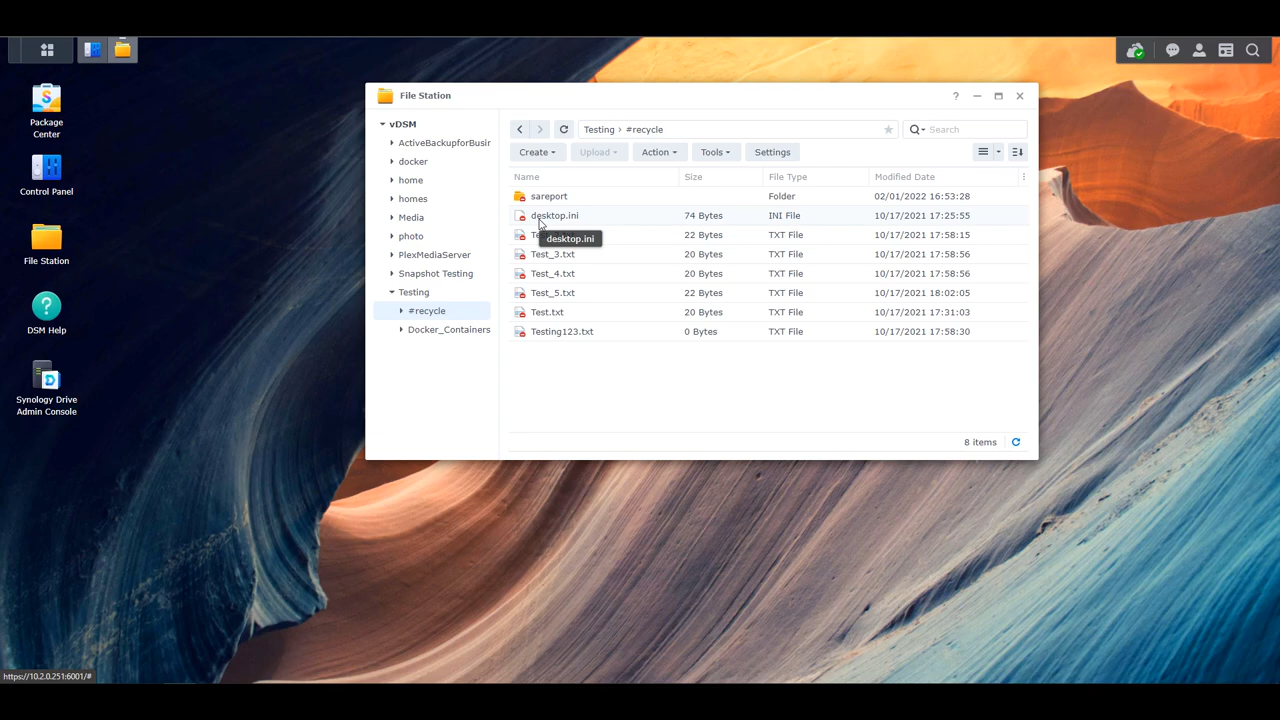 Package
Center
Control Panel
File Station
DSM Help
Synology Drive
Admin Console
File Station
?
vDSM
ActiveBackupforBusir
docker
home
homes
Media
photo
PlexMediaServer
Snapshot Testing
Testing
#recycle
Docker_Containers
Testing › #recycle
Search
Create Upload Action Tools Settings
Name Size File Type Modified Date
sareport Folder 02/01/2022 16:53:28
desktop.ini 74 Bytes INI File 10/17/2021 17:25:55
22 Bytes TXT File 10/17/2021 17:58:15
desktop.ini
Test_3.txt 20 Bytes TXT File 10/17/2021 17:58:56
Test_4.txt 20 Bytes TXT File 10/17/2021 17:58:56
Test_5.txt 22 Bytes TXT File 10/17/2021 18:02:05
Test.txt 20 Bytes TXT File 10/17/2021 17:31:03
Testing123.txt 0 Bytes TXT File 10/17/2021 17:58:30
8 items
https://10.2.0.251:6001/#